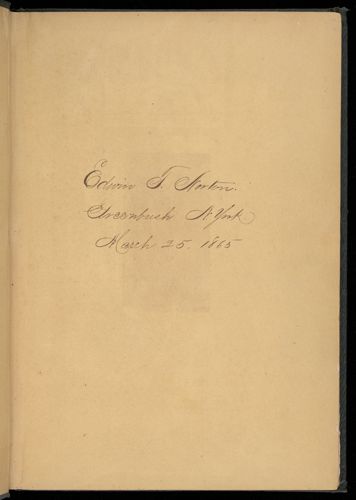 Edwin T. Norton.
Greenbush N. York
March 25. 1865